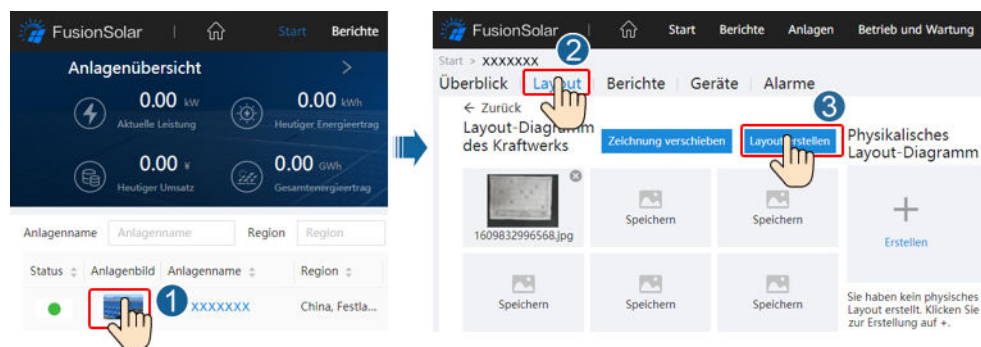 FusionSolar
Start
Berichte
Anlagenübersicht
>
0.00 kW
Aktuelle Leistung
0.00 kWh
Heutiger Energieertrag
0.00 ¥
Heutiger Umsatz
0.00 GWh
Gesamtenergieertrag
Anlagenname
Anlagenname
Region
Region
Status
Anlagenbild
Anlagenname
Region
1
XXXXXXX
China, Festla...
FusionSolar
Start
Berichte
Anlagen
Betrieb und Wartung
2
Start > XXXXXXX
Überblick
Layout
Berichte
Geräte
Alarme
3
← Zurück
Layout-Diagramm
des Kraftwerks
Zeichnung verschieben
Layout erstellen
Physikalisches
Layout-Diagramm
1609832996568.jpg
Speichern
Speichern
+
Erstellen
Speichern
Speichern
Speichern
Sie haben kein physisches
Layout erstellt. Klicken Sie
zur Erstellung auf +.